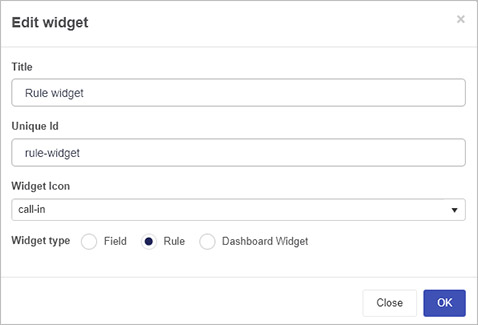 Edit widget
×
Title
Rule widget
Unique Id
rule-widget
Widget Icon
call-in
Widget type Field Rule Dashboard Widget
Close OK